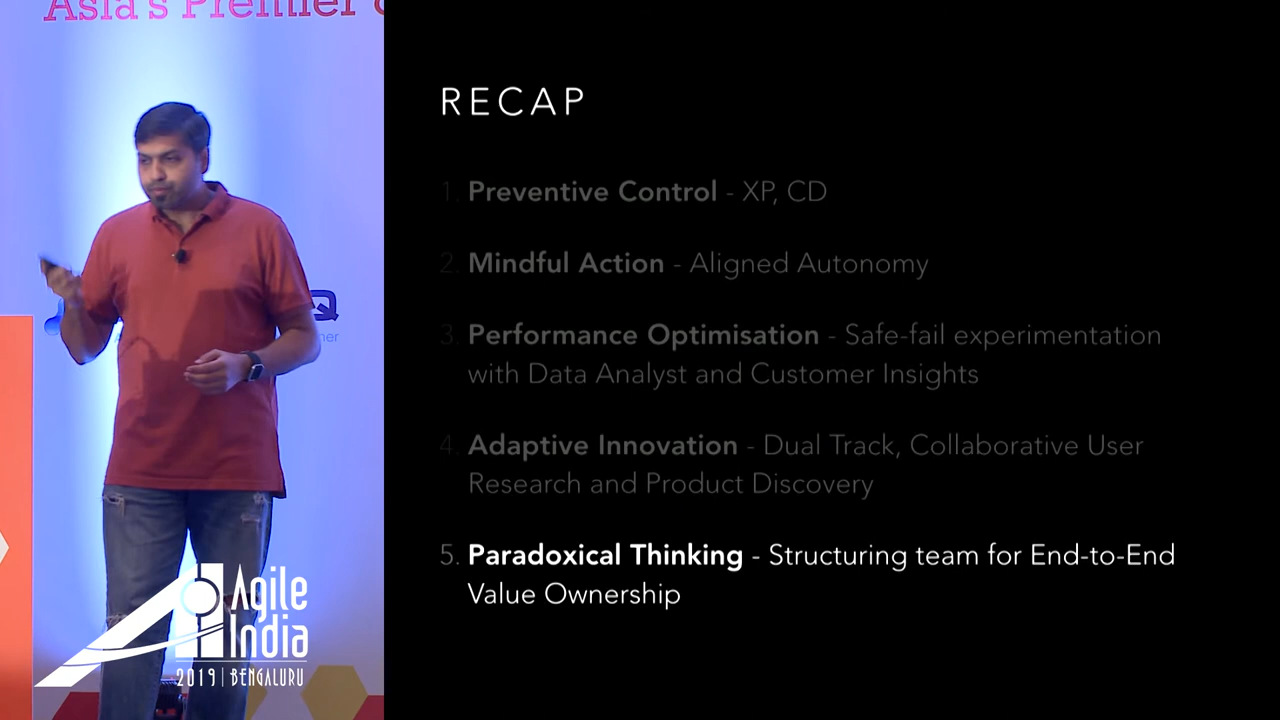 Asia's Premier
RECAP
1. Preventive Control - XP, CD
2. Mindful Action - Aligned Autonomy
3. Performance Optimisation - Safe-fail experimentation
with Data Analyst and Customer Insights
4. Adaptive Innovation - Dual Track, Collaborative User
Research and Product Discovery
5. Paradoxical Thinking - Structuring team for End-to-End
Value Ownership
Agile
India
2019 | BENGALURU